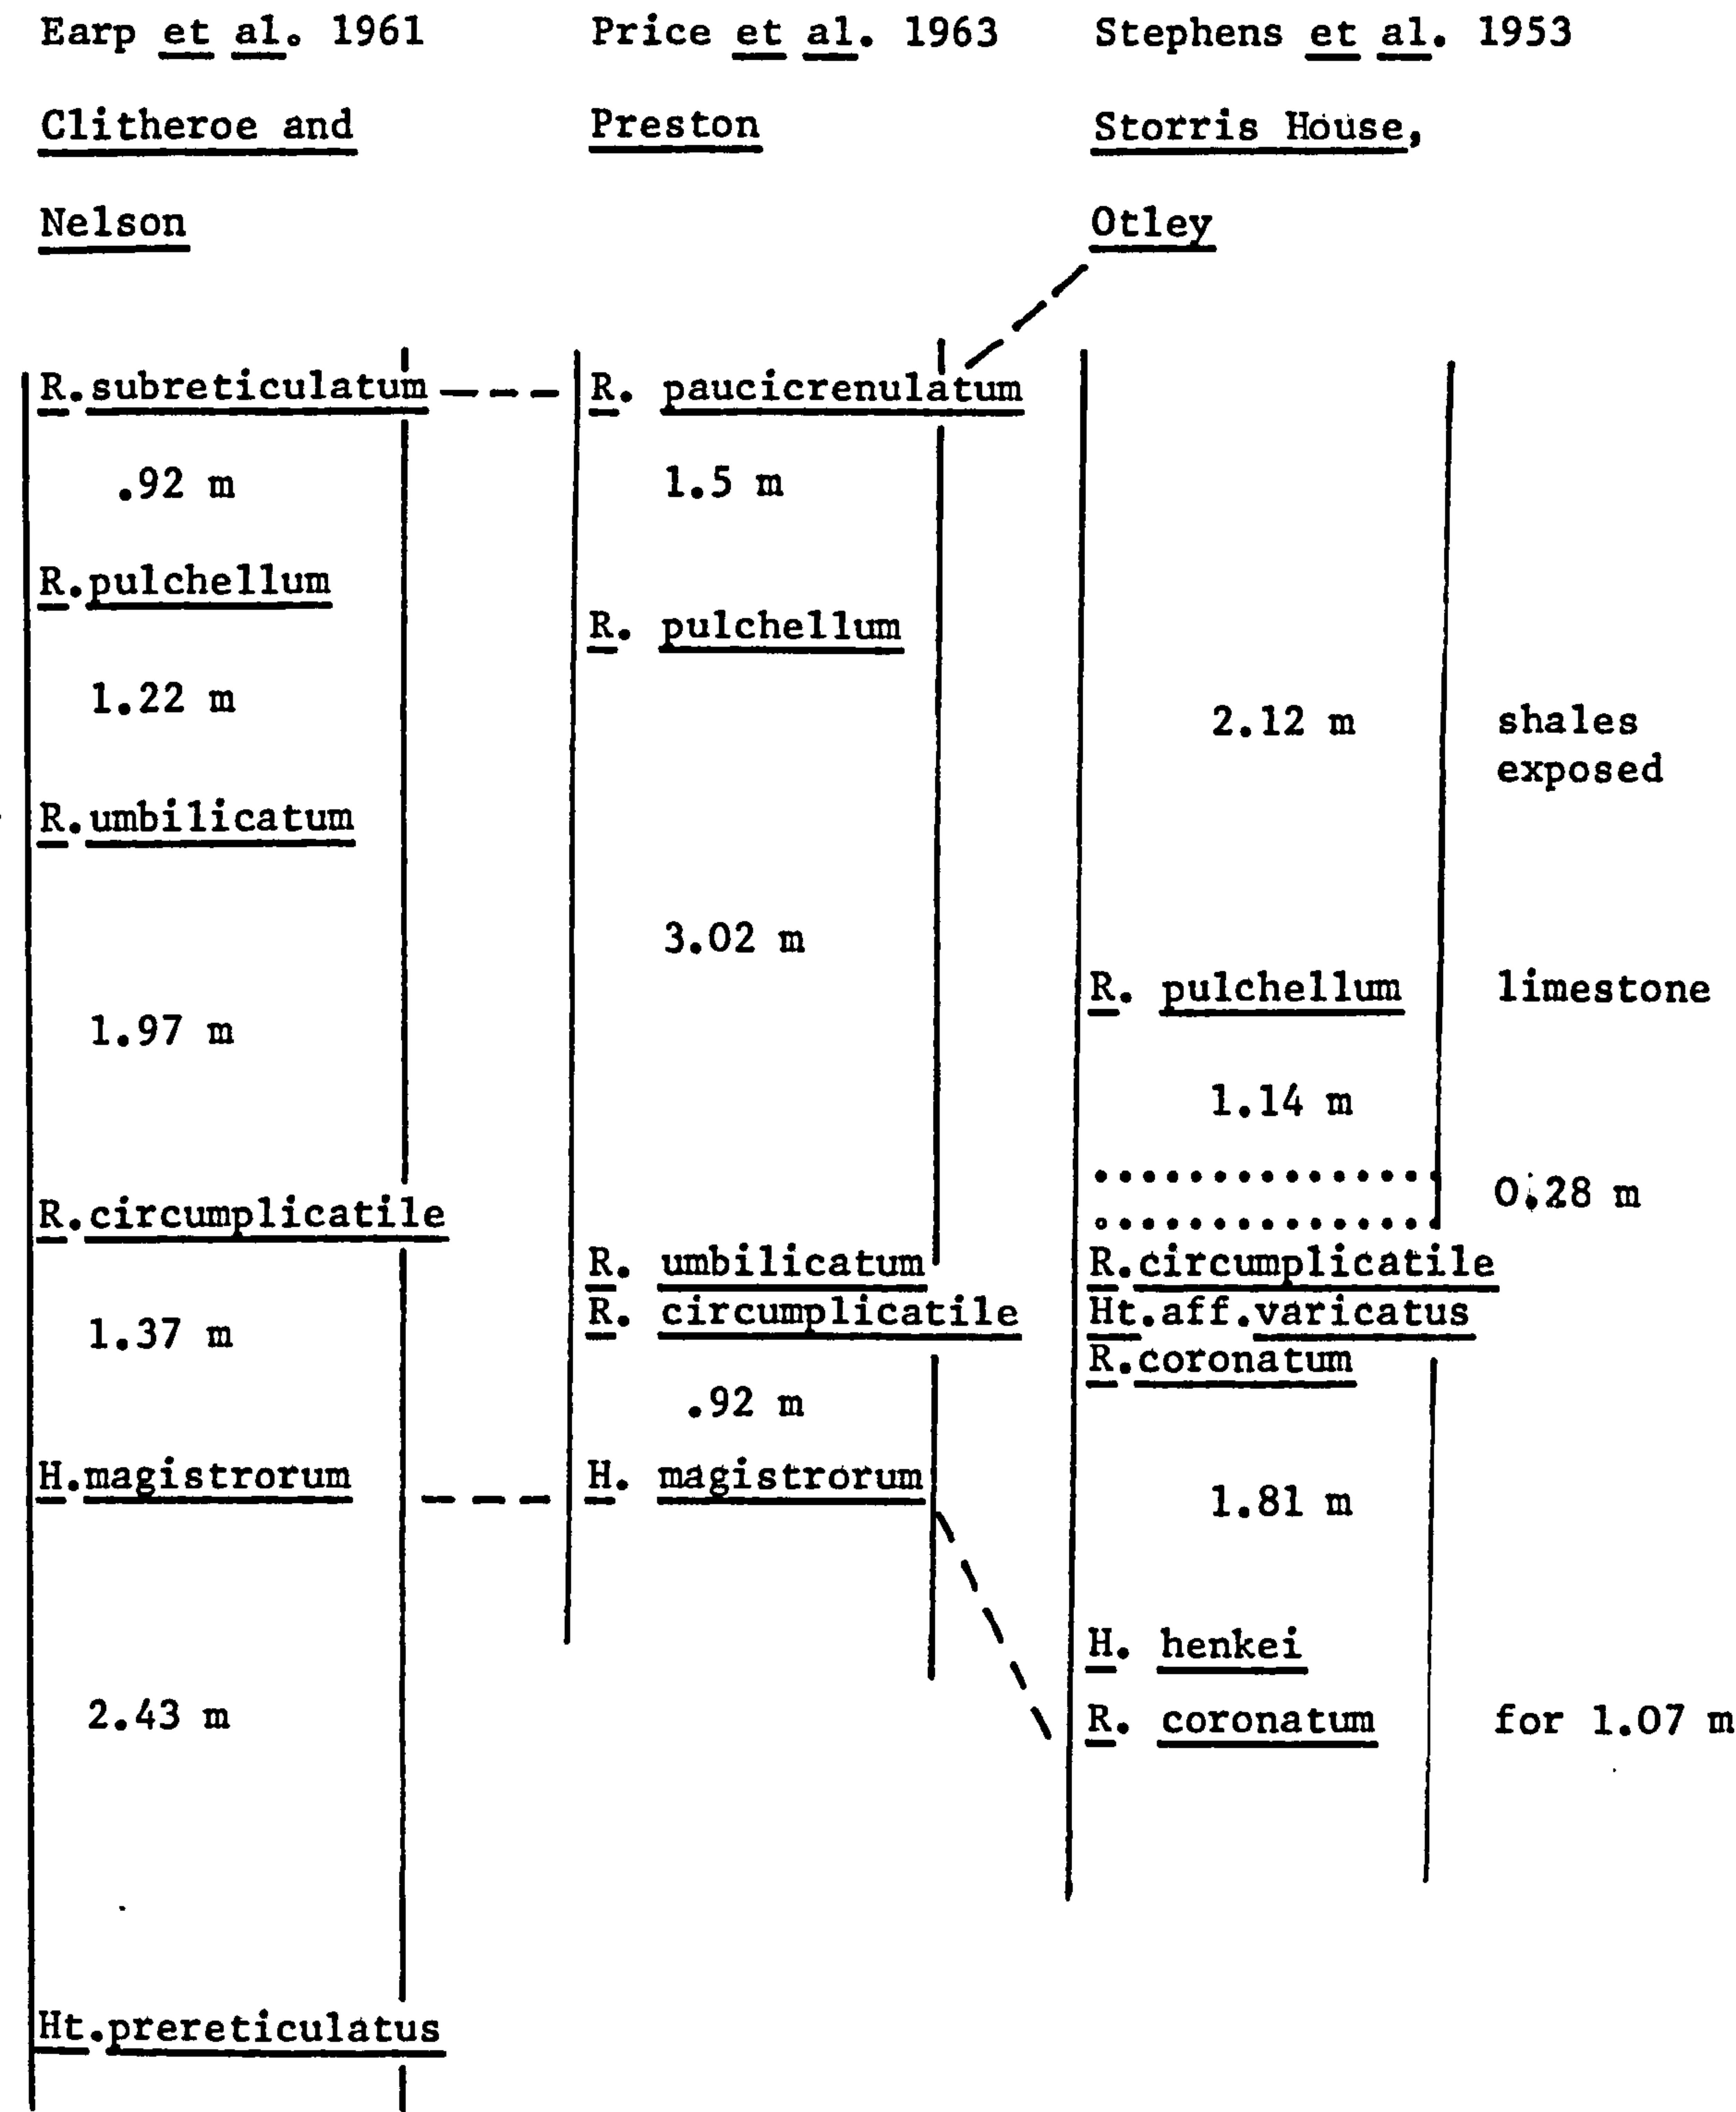 Earp et al. 1961
Clitheroe and
Nelson
R.subreticulatum
.92 m
R.pulchellum
1.22 m
R.umbilicatum
1.97 m
R.circumplicatile
1.37 m
H.magistrorum
2.43 m
Ht.prereticulatus
Price et al. 1963
Preston
R. paucicrenulatum
1.5 m
R. pulchellum
3.02 m
R. umbilicatum
R. circumplicatile
.92 m
H. magistrorum
Stephens et al. 1953
Storris House,
Otley
2.12 m
shales
exposed
R. pulchellum limestone
1.14 m
0.28 m
R.circumplicatile
Ht.aff.varicatus
R.coronatum
1.81 m
H. henkei
R. coronatum for 1.07 m